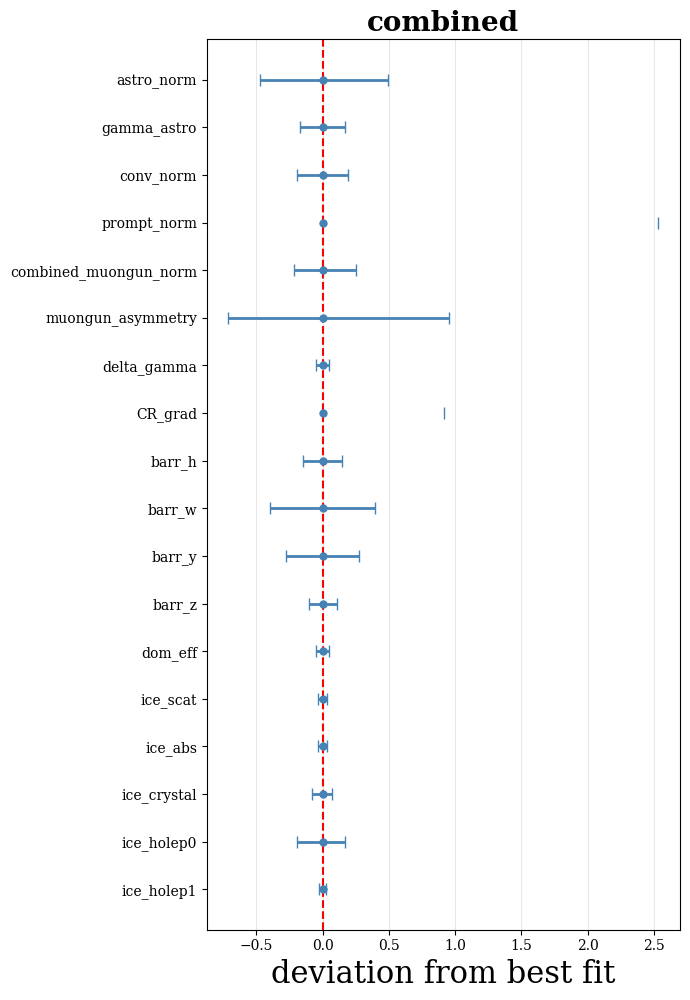 combined
astro_norm
gamma_astro
conv_norm
prompt_norm
combined_muongun_norm
muongun_asymmetry
delta_gamma
CR_grad
barr_h
barr_w
barr_y
barr_z
dom_eff
ice_scat
ice_abs
ice_crystal
ice_holep0
ice_holep1
−0.5 0.0 0.5 1.0 1.5 2.0 2.5
deviation from best fit